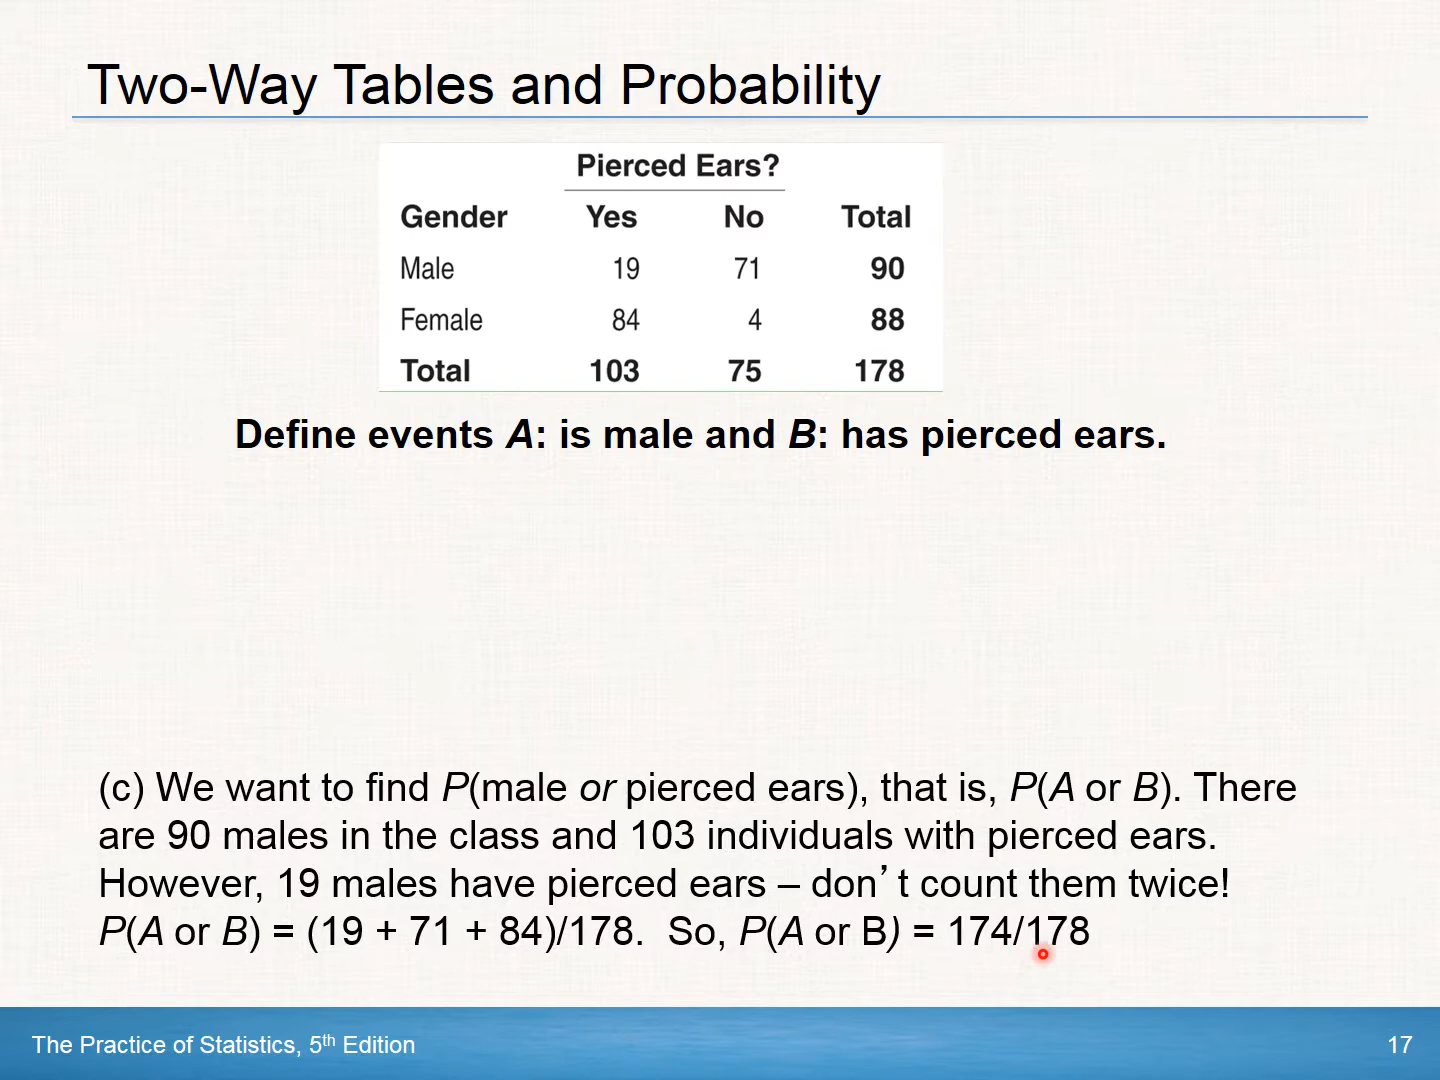 Two-Way Tables and Probability
Pierced Ears?
Gender Yes No Total
Male 19 71 90
Female 84 4 88
Total 103 75 178
Define events A: is male and B: has pierced ears.
(c) We want to find P(male or pierced ears), that is, P(A or B). There
are 90 males in the class and 103 individuals with pierced ears.
However, 19 males have pierced ears – don’t count them twice!
P(A or B) = (19 + 71 + 84)/178. So, P(A or B) = 174/178
The Practice of Statistics, 5th Edition
17